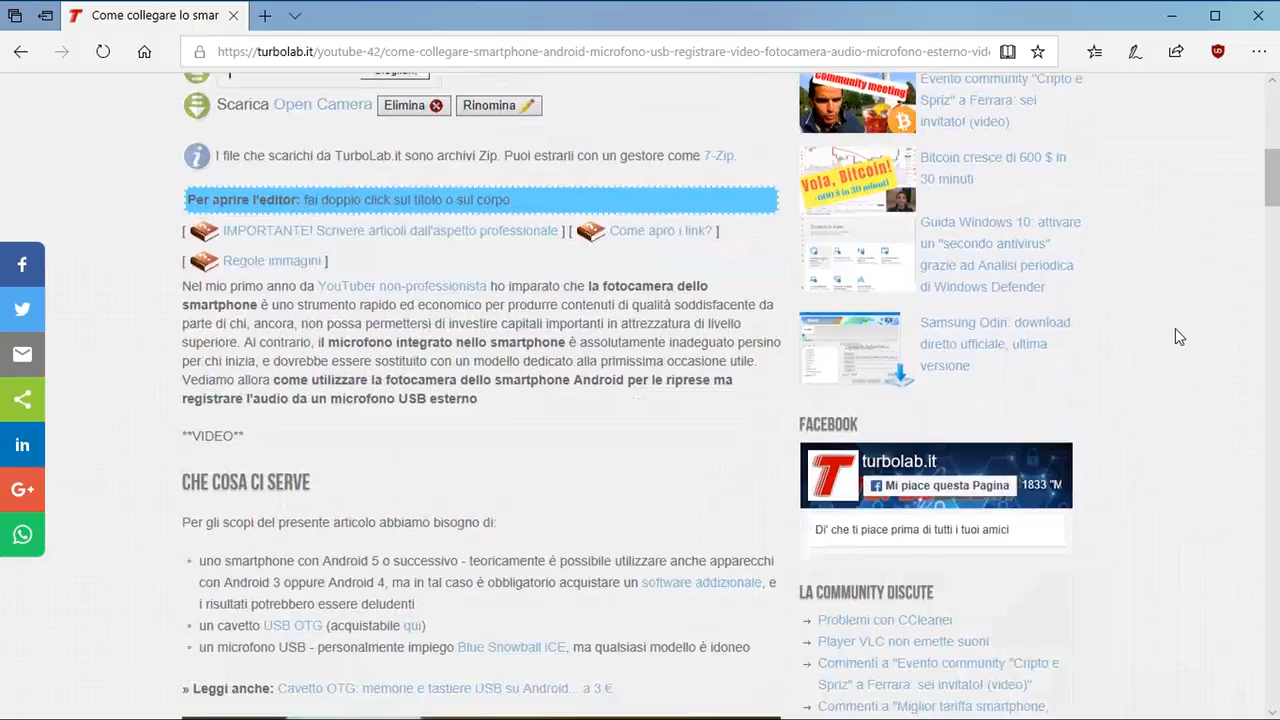 Come collegare lo smar
https://turbolab.it/youtube-42/come-collegare-smartphone-android-microfono-usb-registrare-video-fotocamera-audio-microfono-esterno-vid
Scarica Open Camera Elimina Rinomina
I file che scarichi da TurboLab.it sono archivi Zip. Puoi estrarli con un gestore come 7-Zip.
Per aprire l'editor: fai doppio click sul titolo o sul corpo
[ IMPORTANTE! Scrivere articoli dall'aspetto professionale ] [ Come apro i link? ]
[ Regole immagini ]
Nel mio primo anno da YouTuber non-professionista ho imparato che la fotocamera dello
smartphone è uno strumento rapido ed economico per produrre contenuti di qualità soddisfacente da
parte di chi, ancora, non possa permettersi di investire capitali importanti in attrezzatura di livello
superiore. Al contrario, il microfono integrato nello smartphone è assolutamente inadeguato persino
per chi inizia, e dovrebbe essere sostituito con un modello dedicato alla primissima occasione utile.
Vediamo allora come utilizzare la fotocamera dello smartphone Android per le riprese ma
registrare l'audio da un microfono USB esterno
**VIDEO**
CHE COSA CI SERVE
Per gli scopi del presente articolo abbiamo bisogno di:
uno smartphone con Android 5 o successivo - teoricamente è possibile utilizzare anche apparecchi
con Android 3 oppure Android 4, ma in tal caso è obbligatorio acquistare un software addizionale, e
i risultati potrebbero essere deludenti
un cavetto USB OTG (acquistabile qui)
un microfono USB - personalmente impiego Blue Snowball iCE, ma qualsiasi modello è idoneo
» Leggi anche: Cavetto OTG: memorie e tastiere USB su Android... a 3 €
Community meeting
Evento community "Cripto e
Spriz" a Ferrara: sei
invitato! (video)
Vola, Bitcoin!
-600 $ in 30 minuti
Bitcoin cresce di 600 $ in
30 minuti
Guida Windows 10: attivare
un "secondo antivirus"
grazie ad Analisi periodica
di Windows Defender
Samsung Odin: download
diretto ufficiale, ultima
versione
FACEBOOK
turbolab.it
Mi piace questa Pagina 1833 "M
Di' che ti piace prima di tutti i tuoi amici
LA COMMUNITY DISCUTE
→ Problemi con CCleaner
→ Player VLC non emette suoni
→ Commenti a "Evento community "Cripto e
Spriz" a Ferrara: sei invitato! (video)"
→ Commenti a "Miglior tariffa smartphone,